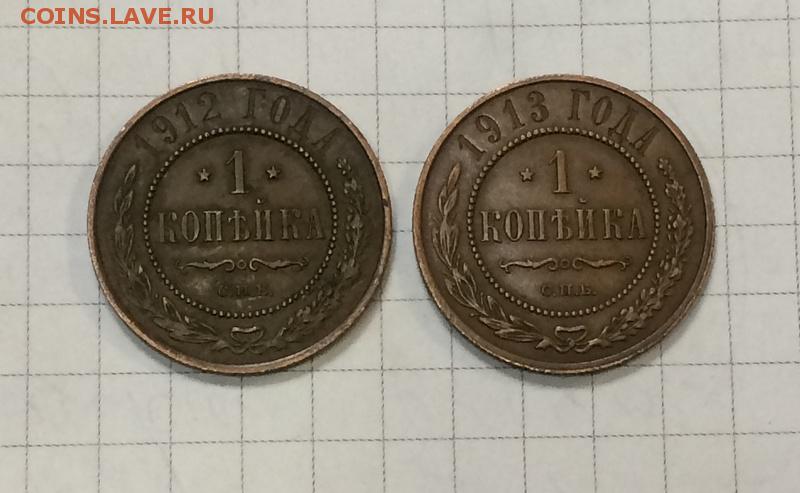 COINS.LAVE.RU
1912 ГОДА
* 1 *
КОПѢЙКА
С.П.Б.
1913 ГОДА
* 1 *
КОПѢЙКА
С.П.Б.